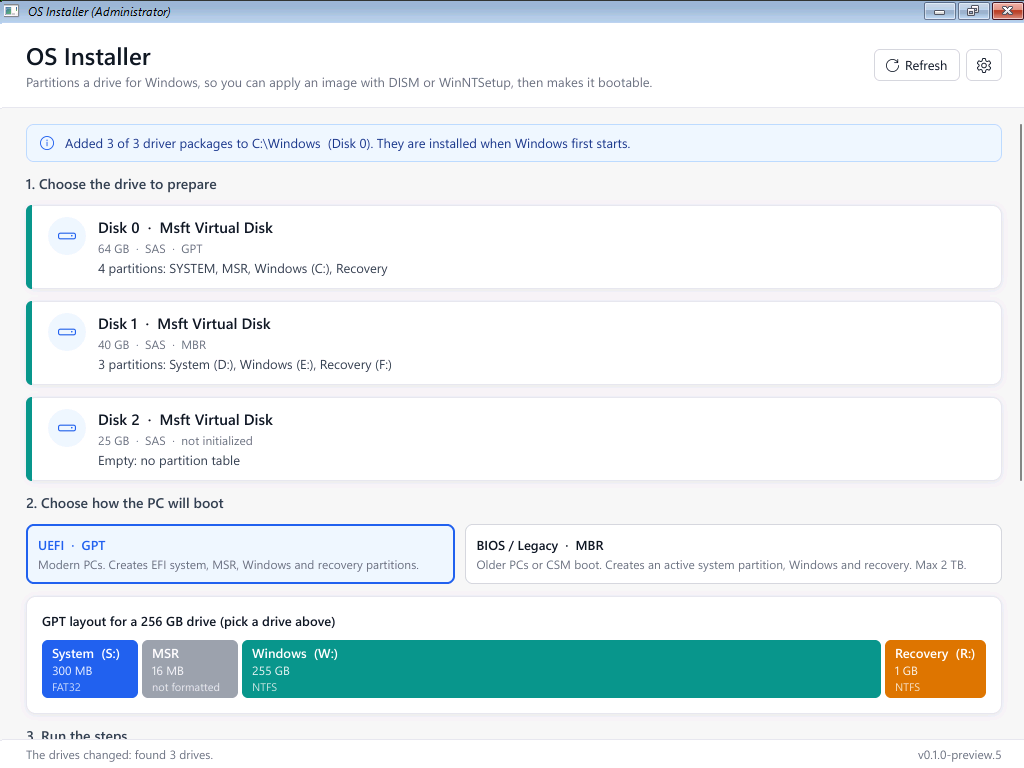 OS Installer (Administrator)
OS Installer
Partitions a drive for Windows, so you can apply an image with DISM or WinNTSetup, then makes it bootable.
Refresh
Added 3 of 3 driver packages to C:\Windows (Disk 0). They are installed when Windows first starts.
1. Choose the drive to prepare
Disk 0 · Msft Virtual Disk
64 GB · SAS · GPT
4 partitions: SYSTEM, MSR, Windows (C:), Recovery
Disk 1 · Msft Virtual Disk
40 GB · SAS · MBR
3 partitions: System (D:), Windows (E:), Recovery (F:)
Disk 2 · Msft Virtual Disk
25 GB · SAS · not initialized
Empty: no partition table
2. Choose how the PC will boot
UEFI · GPT
Modern PCs. Creates EFI system, MSR, Windows and recovery partitions.
BIOS / Legacy · MBR
Older PCs or CSM boot. Creates an active system partition, Windows and recovery. Max 2 TB.
GPT layout for a 256 GB drive (pick a drive above)
System (S:)
300 MB
FAT32
MSR
16 MB
not formatted
Windows (W:)
255 GB
NTFS
Recovery (R:)
1 GB
NTFS
3. Run the steps
The drives changed: found 3 drives.
v0.1.0-preview.5